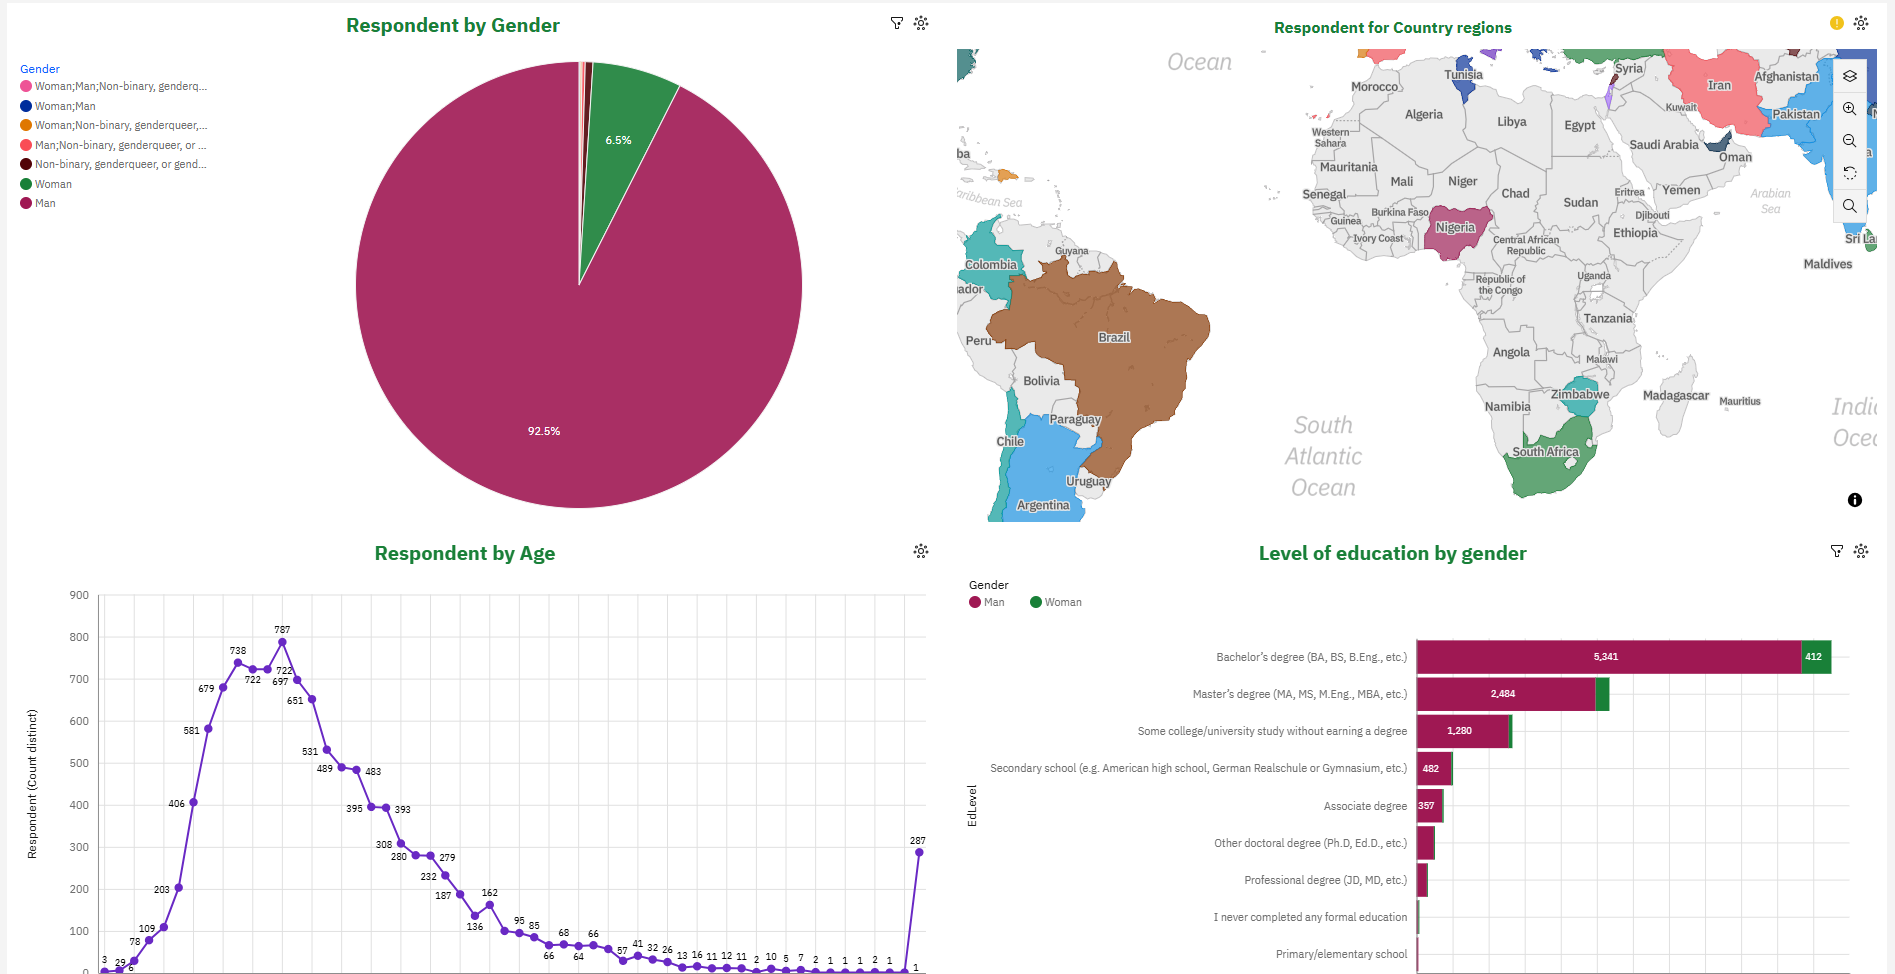 Respondent by Gender
Gender
Woman;Man;Non-binary, genderq...
Woman;Man
Woman;Non-binary, genderqueer,...
Man;Non-binary, genderqueer, or ...
Non-binary, genderqueer, or gend...
Woman
Man
6.5%
92.5%
Respondent for Country regions
Ocean
Tunisia
Syria
Morocco
Afghanistan
Iran
Algeria
Libya
Egypt
Kuwait
Pakistan
Western
Sahara
Saudi Arabia
Oman
ba
Mauritania
Mali
Niger
Chad
Senegal
Eritrea
Yemen
Arabian
Sea
aribbean Sea
Sudan
Burkina Faso
Guinea
Djibouti
Nigeria
Ethiopia
Ivory Coast
Central African
Republic
Sri La
Guyana
Colombia
Maldives
ador
Republic of
the Congo
Uganda
Tanzania
Brazil
Peru
Angola
Malawi
Bolivia
Zimbabwe
Madagascar
Mauritius
Namibia
India
Ocea
Paraguay
South
Atlantic
Ocean
Chile
South Africa
Uruguay
Argentina
Respondent by Age
Respondent (Count distinct)
900
800
700
600
500
400
300
200
100
0
3
29
6
78
109
203
406
581
679
738
722
722
787
697
651
531
489
483
395
393
308
280
279
232
187
136
162
95
85
66
68
64
66
57
41
32
26
13
16
11
12
11
2
10
5
7
2
1
1
1
2
1
1
287
Level of education by gender
Gender
Man
Woman
EdLevel
Bachelor’s degree (BA, BS, B.Eng., etc.)
5,341
412
Master’s degree (MA, MS, M.Eng., MBA, etc.)
2,484
Some college/university study without earning a degree
1,280
Secondary school (e.g. American high school, German Realschule or Gymnasium, etc.)
482
Associate degree
357
Other doctoral degree (Ph.D, Ed.D., etc.)
Professional degree (JD, MD, etc.)
I never completed any formal education
Primary/elementary school